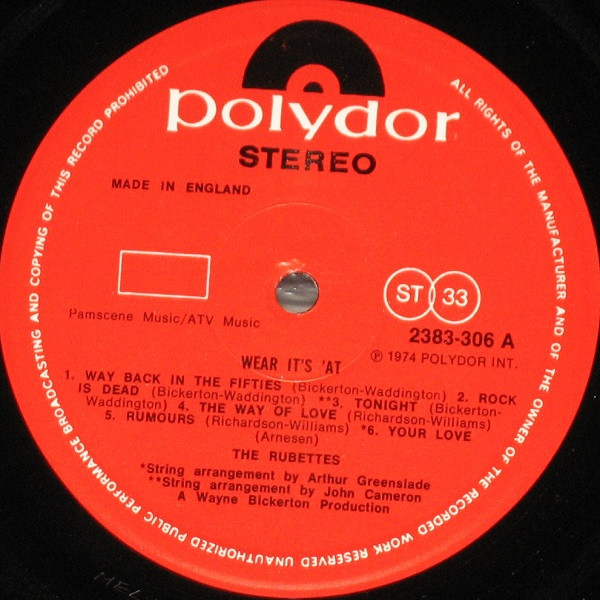 polydor
STEREO
MADE IN ENGLAND
ST 33
Pamscene Music/ATV Music
2383-306 A
℗ 1974 POLYDOR INT.
WEAR IT'S 'AT
1. WAY BACK IN THE FIFTIES (Bickerton-Waddington) 2. ROCK
IS DEAD (Bickerton-Waddington) **3. TONIGHT (Bickerton-
Waddington) 4. THE WAY OF LOVE (Richardson-Williams)
5. RUMOURS (Richardson-Williams) *6. YOUR LOVE
(Arnesen)
THE RUBETTES
*String arrangement by Arthur Greenslade
**String arrangement by John Cameron
A Wayne Bickerton Production
ALL RIGHTS OF THE MANUFACTURER AND OF THE OWNER OF THE RECORDED WORK RESERVED UNAUTHORIZED PUBLIC PERFORMANCE BROADCASTING AND COPYING OF THIS RECORD PROHIBITED